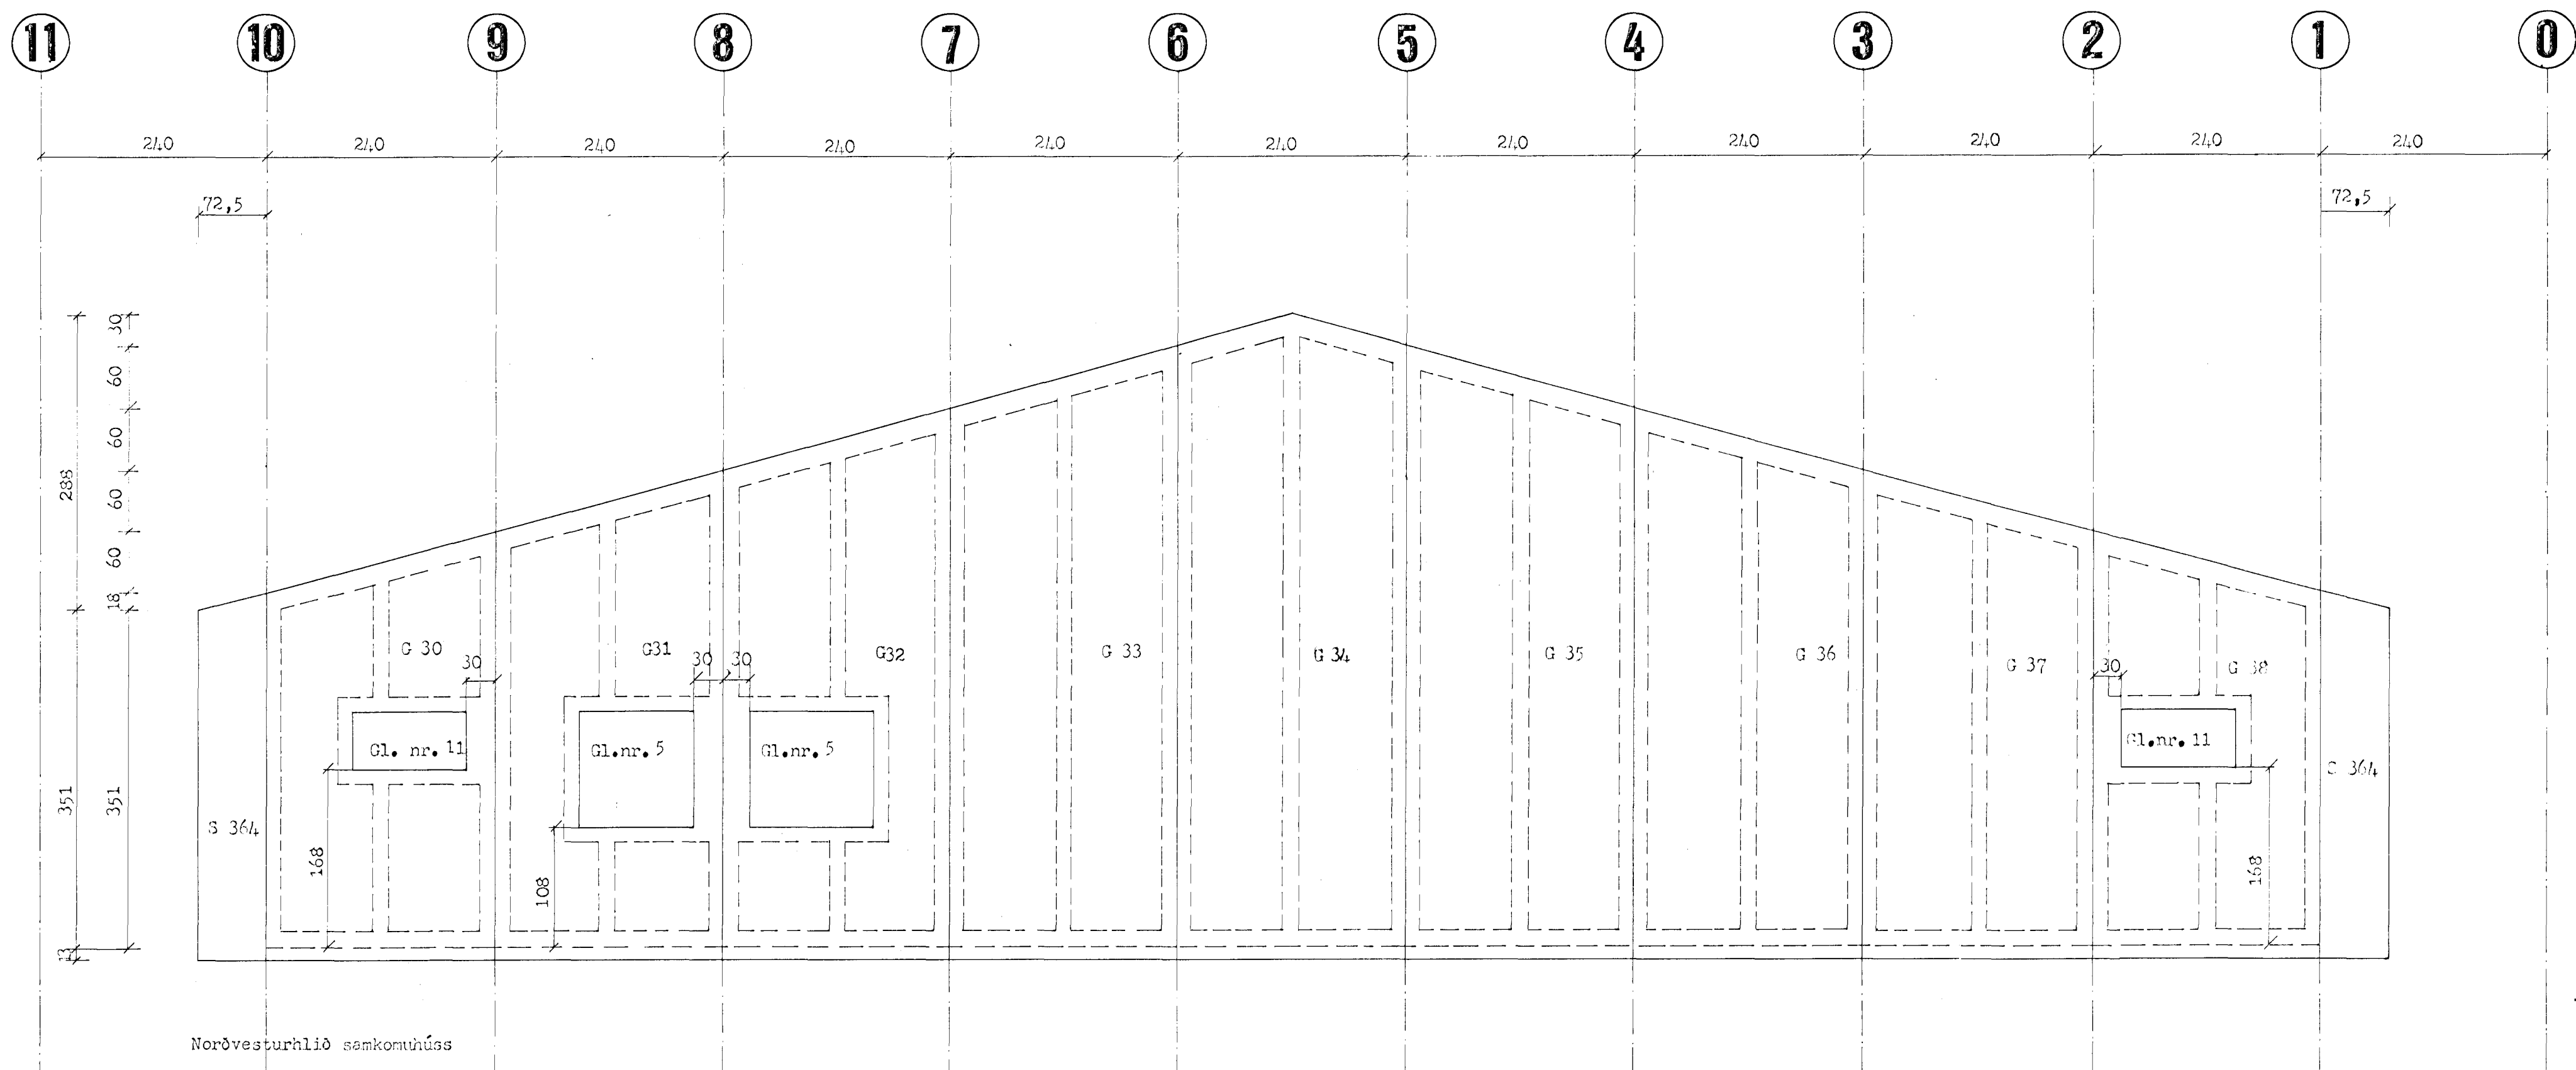 11 10 9 8 7 6 5 4 3 2 1 0
240 240 240 240 240 240 240 240 240 240 240
72,5 72,5
30
60
60
288
60
60
18
351 351
13
G 30 G31 G32 G 33 G 34 G 35 G 36 G 37 G 38
30 30 30 30
Gl. nr. 11 Gl.nr. 5 Gl.nr. 5 Gl.nr. 11
S 364 S 364
168 108 168
Norðvesturhlið samkomuhúss